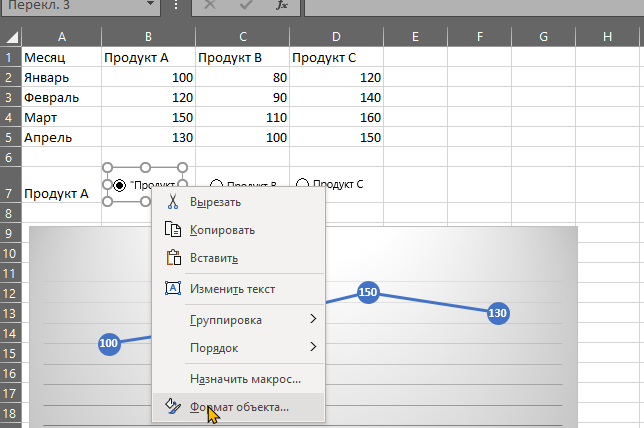 Перекл. 3
A B C D E F G H
1 Месяц Продукт A Продукт B Продукт C
2 Январь 100 80 120
3 Февраль 120 90 140
4 Март 150 110 160
5 Апрель 130 100 150
6
7 Продукт A "Продукт Продукт B Продукт C
8
9
10
11
12
13
14
15
16
17
18
Вырезать
Копировать
Вставить
Изменить текст
Группировка
Порядок
Назначить макрос...
Формат объекта...
100
150
130